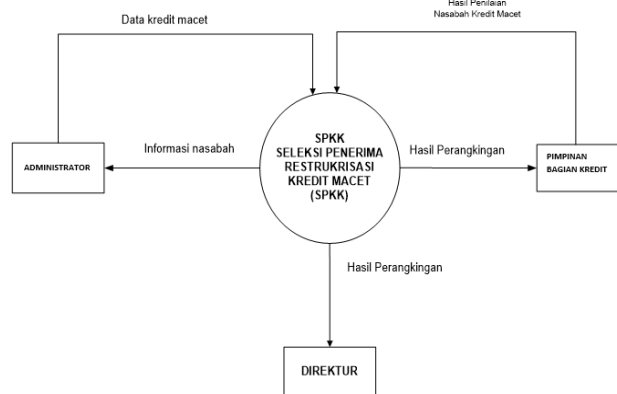 Hasil Penilaian
Nasabah Kredit Macet
Data kredit macet
SPKK
SELEKSI PENERIMA
RESTRUKRISASI
KREDIT MACET
(SPKK)
Informasi nasabah
Hasil Perangkingan
ADMINISTRATOR
PIMPINAN
BAGIAN KREDIT
Hasil Perangkingan
DIREKTUR